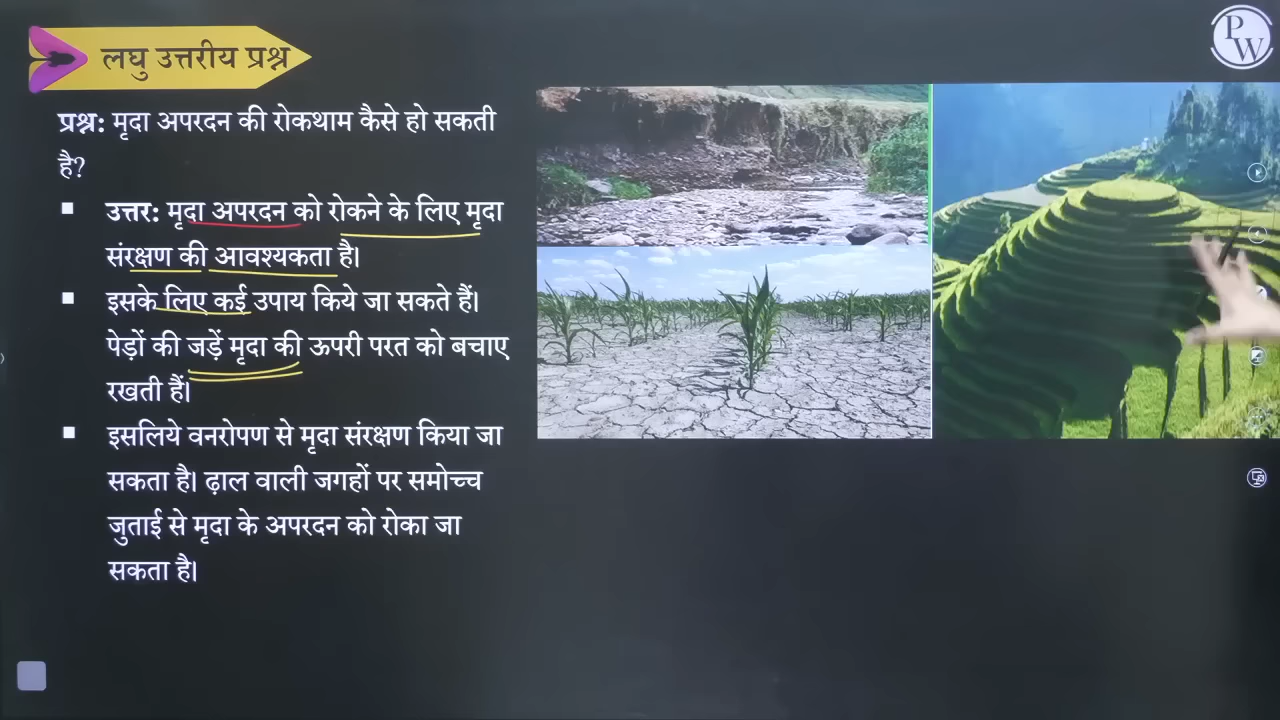 लघु उत्तरीय प्रश्न
PW
प्रश्न: मृदा अपरदन की रोकथाम कैसे हो सकती
है?
▪ उत्तर: मृदा अपरदन को रोकने के लिए मृदा
संरक्षण की आवश्यकता है।
▪ इसके लिए कई उपाय किये जा सकते हैं।
पेड़ों की जड़ें मृदा की ऊपरी परत को बचाए
रखती हैं।
▪ इसलिये वनरोपण से मृदा संरक्षण किया जा
सकता है। ढ़ाल वाली जगहों पर समोच्च
जुताई से मृदा के अपरदन को रोका जा
सकता है।